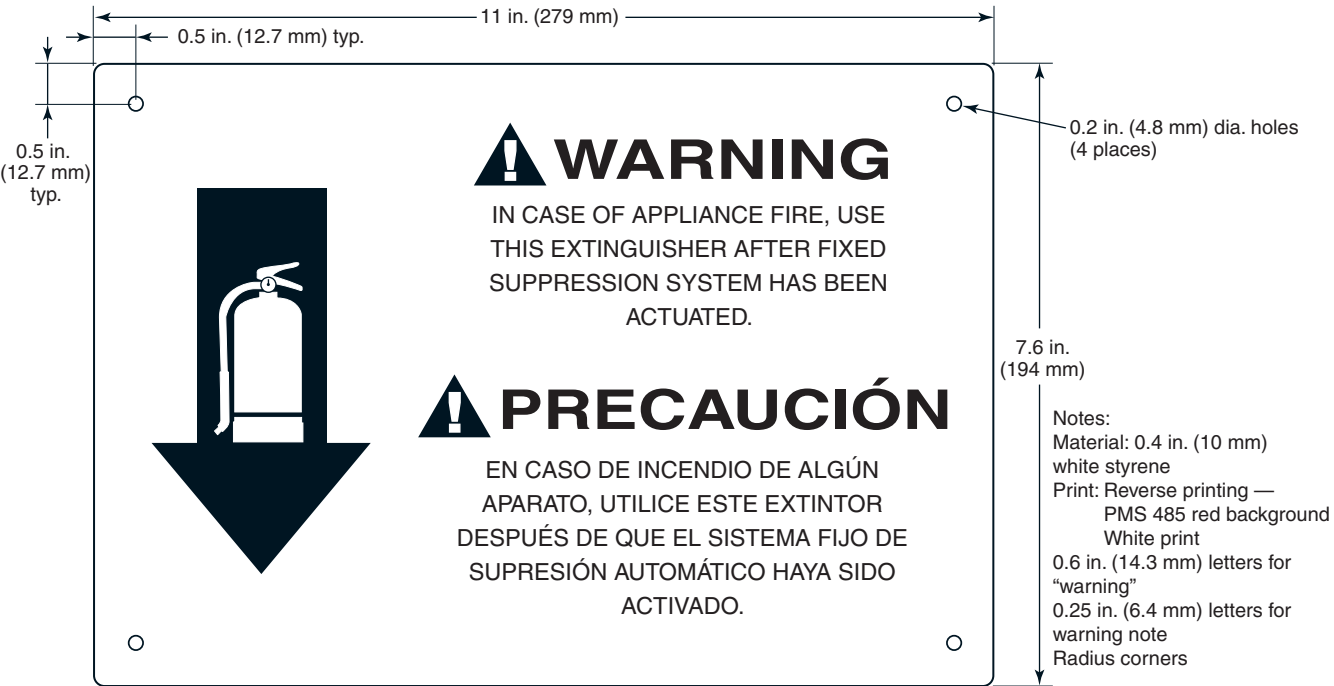 11 in. (279 mm)
0.5 in. (12.7 mm) typ.
0.5 in.
(12.7 mm)
typ.
0.2 in. (4.8 mm) dia. holes
(4 places)
WARNING
IN CASE OF APPLIANCE FIRE, USE
THIS EXTINGUISHER AFTER FIXED
SUPPRESSION SYSTEM HAS BEEN
ACTUATED.
7.6 in.
(194 mm)
PRECAUCIÓN
EN CASO DE INCENDIO DE ALGÚN
APARATO, UTILICE ESTE EXTINTOR
DESPUÉS DE QUE EL SISTEMA FIJO DE
SUPRESIÓN AUTOMÁTICO HAYA SIDO
ACTIVADO.
Notes:
Material: 0.4 in. (10 mm)
white styrene
Print: Reverse printing —
PMS 485 red background
White print
0.6 in. (14.3 mm) letters for
“warning”
0.25 in. (6.4 mm) letters for
warning note
Radius corners